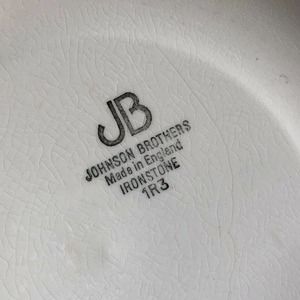 JB
JOHNSON BROTHERS
Made in England
IRONSTONE
1R3